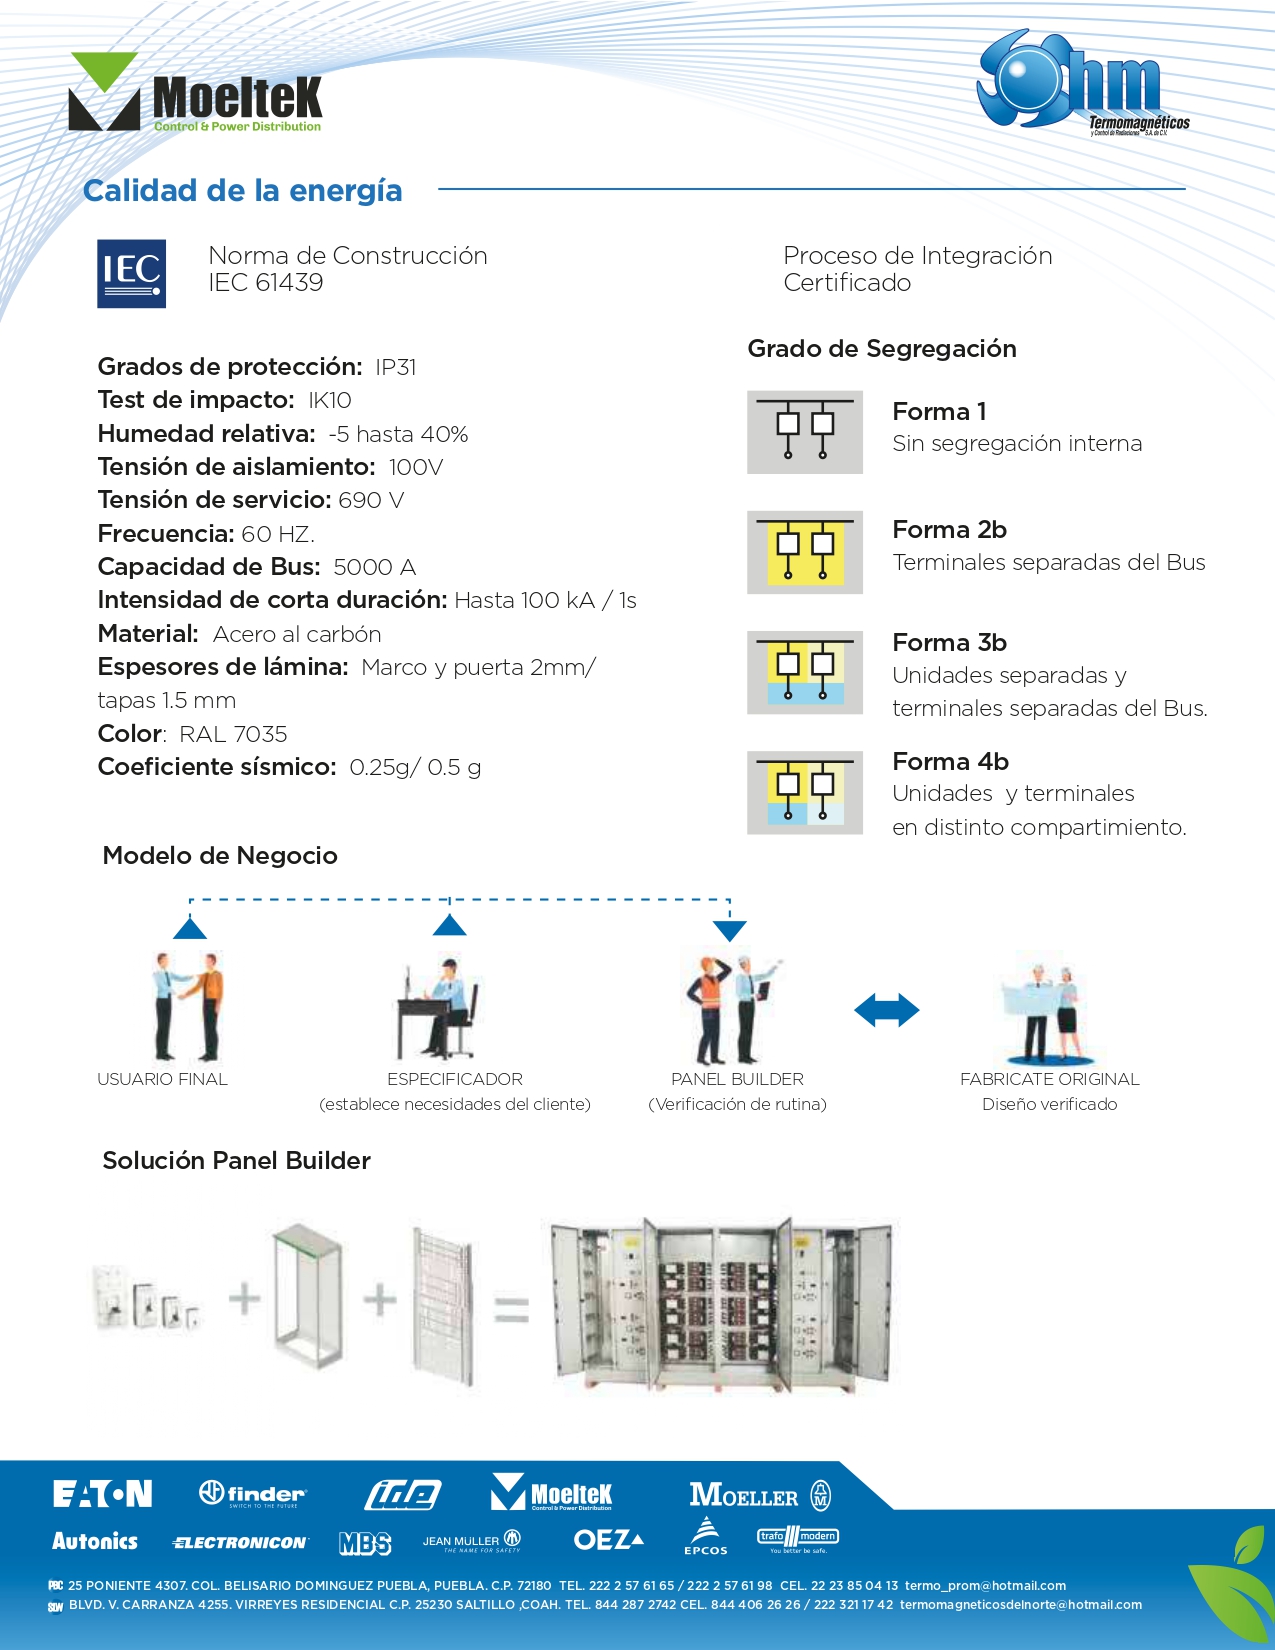 MoelteK
Control & Power Distribution
Ohm
Termomagnéticos
y Control de Radiaciones S.A. de C.V.
Calidad de la energía
IEC
Norma de Construcción
IEC 61439
Proceso de Integración
Certificado
Grados de protección: IP31
Test de impacto: IK10
Humedad relativa: -5 hasta 40%
Tensión de aislamiento: 100V
Tensión de servicio: 690 V
Frecuencia: 60 HZ.
Capacidad de Bus: 5000 A
Intensidad de corta duración: Hasta 100 kA / 1s
Material: Acero al carbón
Espesores de lámina: Marco y puerta 2mm/
tapas 1.5 mm
Color: RAL 7035
Coeficiente sísmico: 0.25g/ 0.5 g
Grado de Segregación
Forma 1
Sin segregación interna
Forma 2b
Terminales separadas del Bus
Forma 3b
Unidades separadas y
terminales separadas del Bus.
Forma 4b
Unidades y terminales
en distinto compartimiento.
Modelo de Negocio
USUARIO FINAL
ESPECIFICADOR
(establece necesidades del cliente)
PANEL BUILDER
(Verificación de rutina)
FABRICATE ORIGINAL
Diseño verificado
Solución Panel Builder
EATON
finder
SWITCH TO THE FUTURE
ide
MoelteK
Control & Power Distribution
MOELLER
M
Autonics
ELECTRONICON
MBS
JEAN MULLER
THE NAME FOR SAFETY
OEZ
EPCOS
trafo modern
You better be safe.
PBC 25 PONIENTE 4307. COL. BELISARIO DOMINGUEZ PUEBLA, PUEBLA. C.P. 72180 TEL. 222 2 57 61 65 / 222 2 57 61 98 CEL. 22 23 85 04 13 termo_prom@hotmail.com
BLVD. V. CARRANZA 4255. VIRREYES RESIDENCIAL C.P. 25230 SALTILLO ,COAH. TEL. 844 287 2742 CEL. 844 406 26 26 / 222 321 17 42 termomagneticosdelnorte@hotmail.com